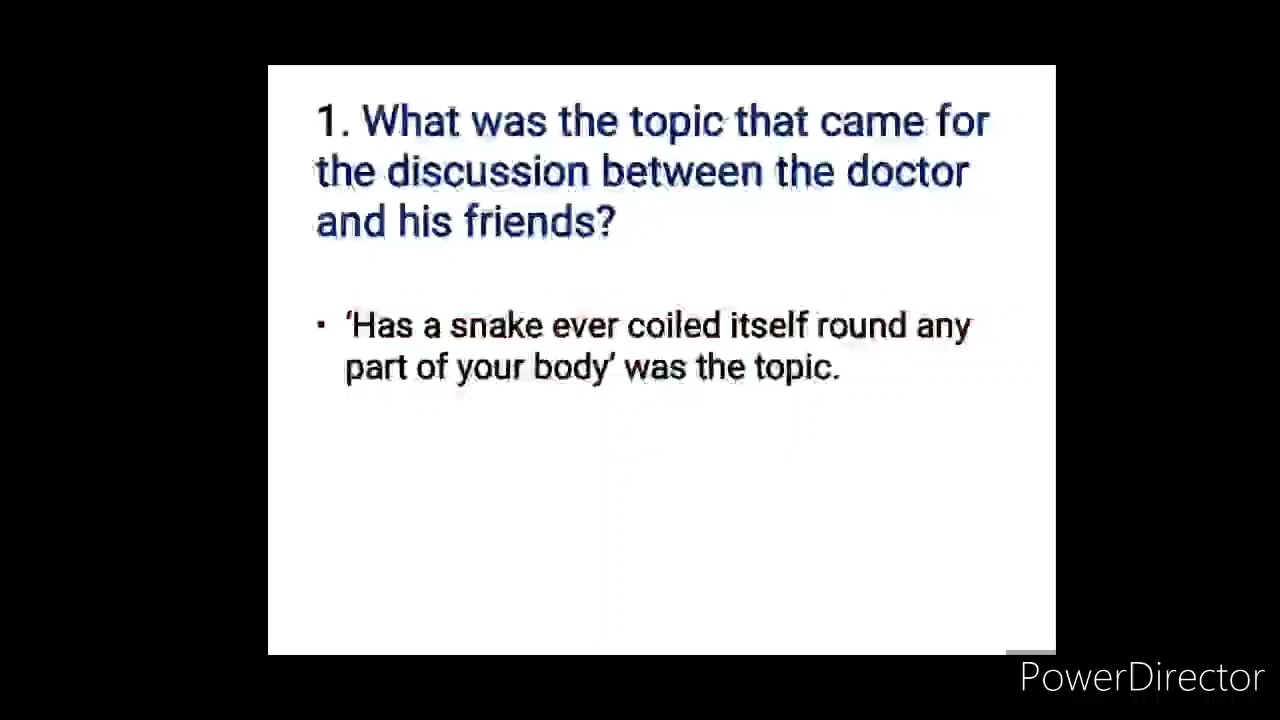 1. What was the topic that came for
the discussion between the doctor
and his friends?
· ‘Has a snake ever coiled itself round any
part of your body’ was the topic.
PowerDirector